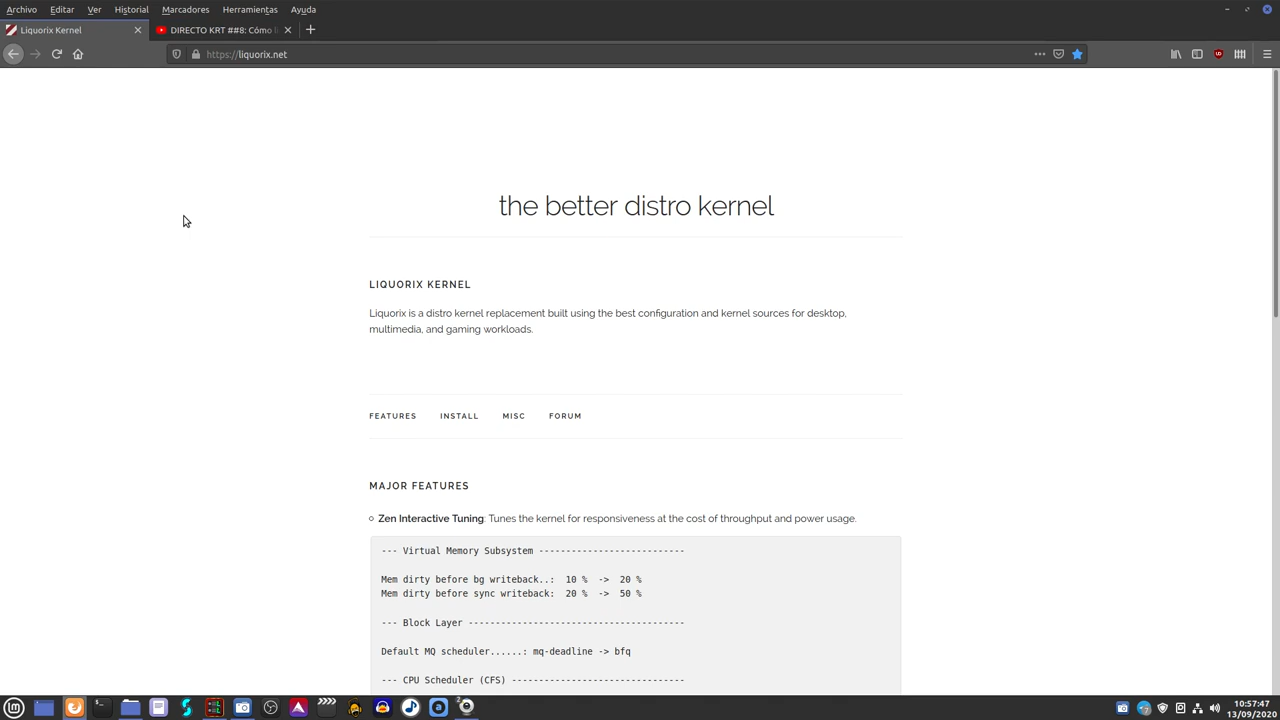 Archivo Editar Ver Historial Marcadores Herramientas Ayuda
Liquorix Kernel
DIRECTO KRT ##8: Cómo
https://liquorix.net
the better distro kernel
LIQUORIX KERNEL
Liquorix is a distro kernel replacement built using the best configuration and kernel sources for desktop,
multimedia, and gaming workloads.
FEATURES INSTALL MISC FORUM
MAJOR FEATURES
Zen Interactive Tuning: Tunes the kernel for responsiveness at the cost of throughput and power usage.
--- Virtual Memory Subsystem ---------------------------
Mem dirty before bg writeback..: 10 % -> 20 %
Mem dirty before sync writeback: 20 % -> 50 %
--- Block Layer ----------------------------------------
Default MQ scheduler......: mq-deadline -> bfq
--- CPU Scheduler (CFS) --------------------------------
10:57:47
13/09/2020